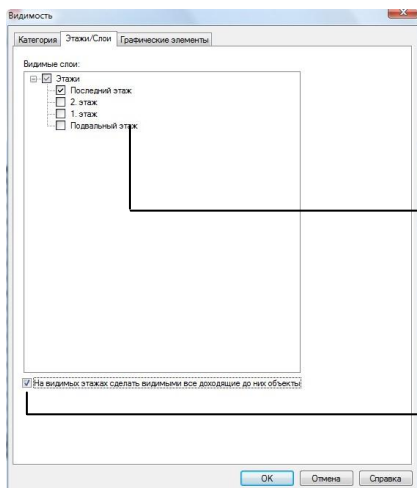 Видимость
Категория Этажи/Слои Графические элементы
Видимые слои:
Этажи
Последний этаж
2. этаж
1. этаж
Подвальный этаж
На видимых этажах сделать видимыми все доходящие до них объекты
OK Отмена Справка